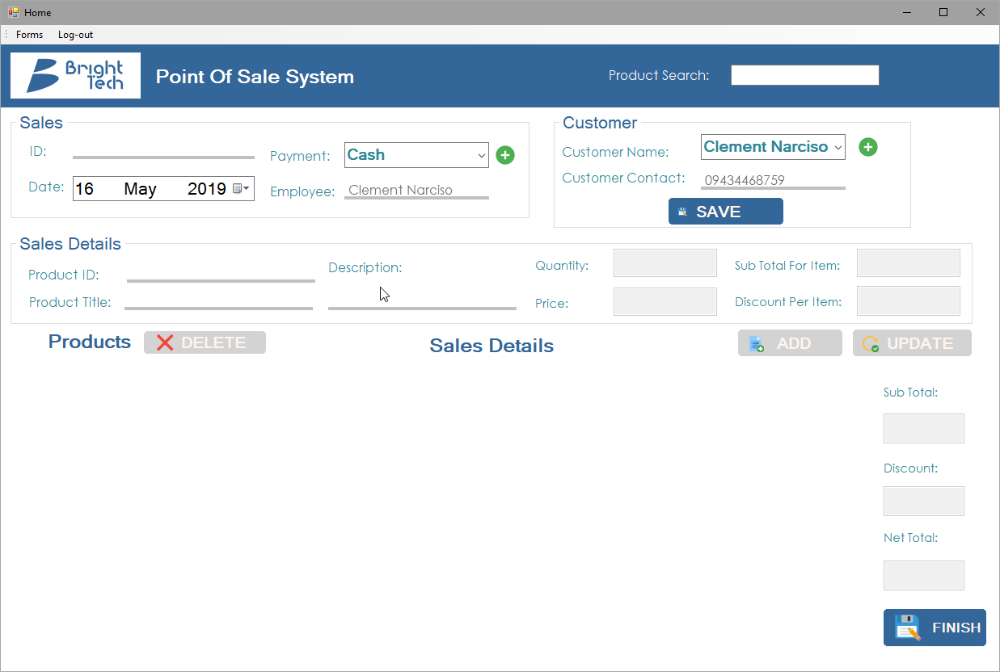 Home
Forms Log-out
Bright
Tech
Point Of Sale System
Product Search:
Sales
ID:
Payment: Cash
Date: 16 May 2019
Employee: Clement Narciso
Customer
Customer Name: Clement Narciso
Customer Contact: 09434468759
SAVE
Sales Details
Product ID:
Description:
Quantity:
Sub Total For Item:
Product Title:
Price:
Discount Per Item:
Products
DELETE
Sales Details
ADD
UPDATE
Sub Total:
Discount:
Net Total:
FINISH